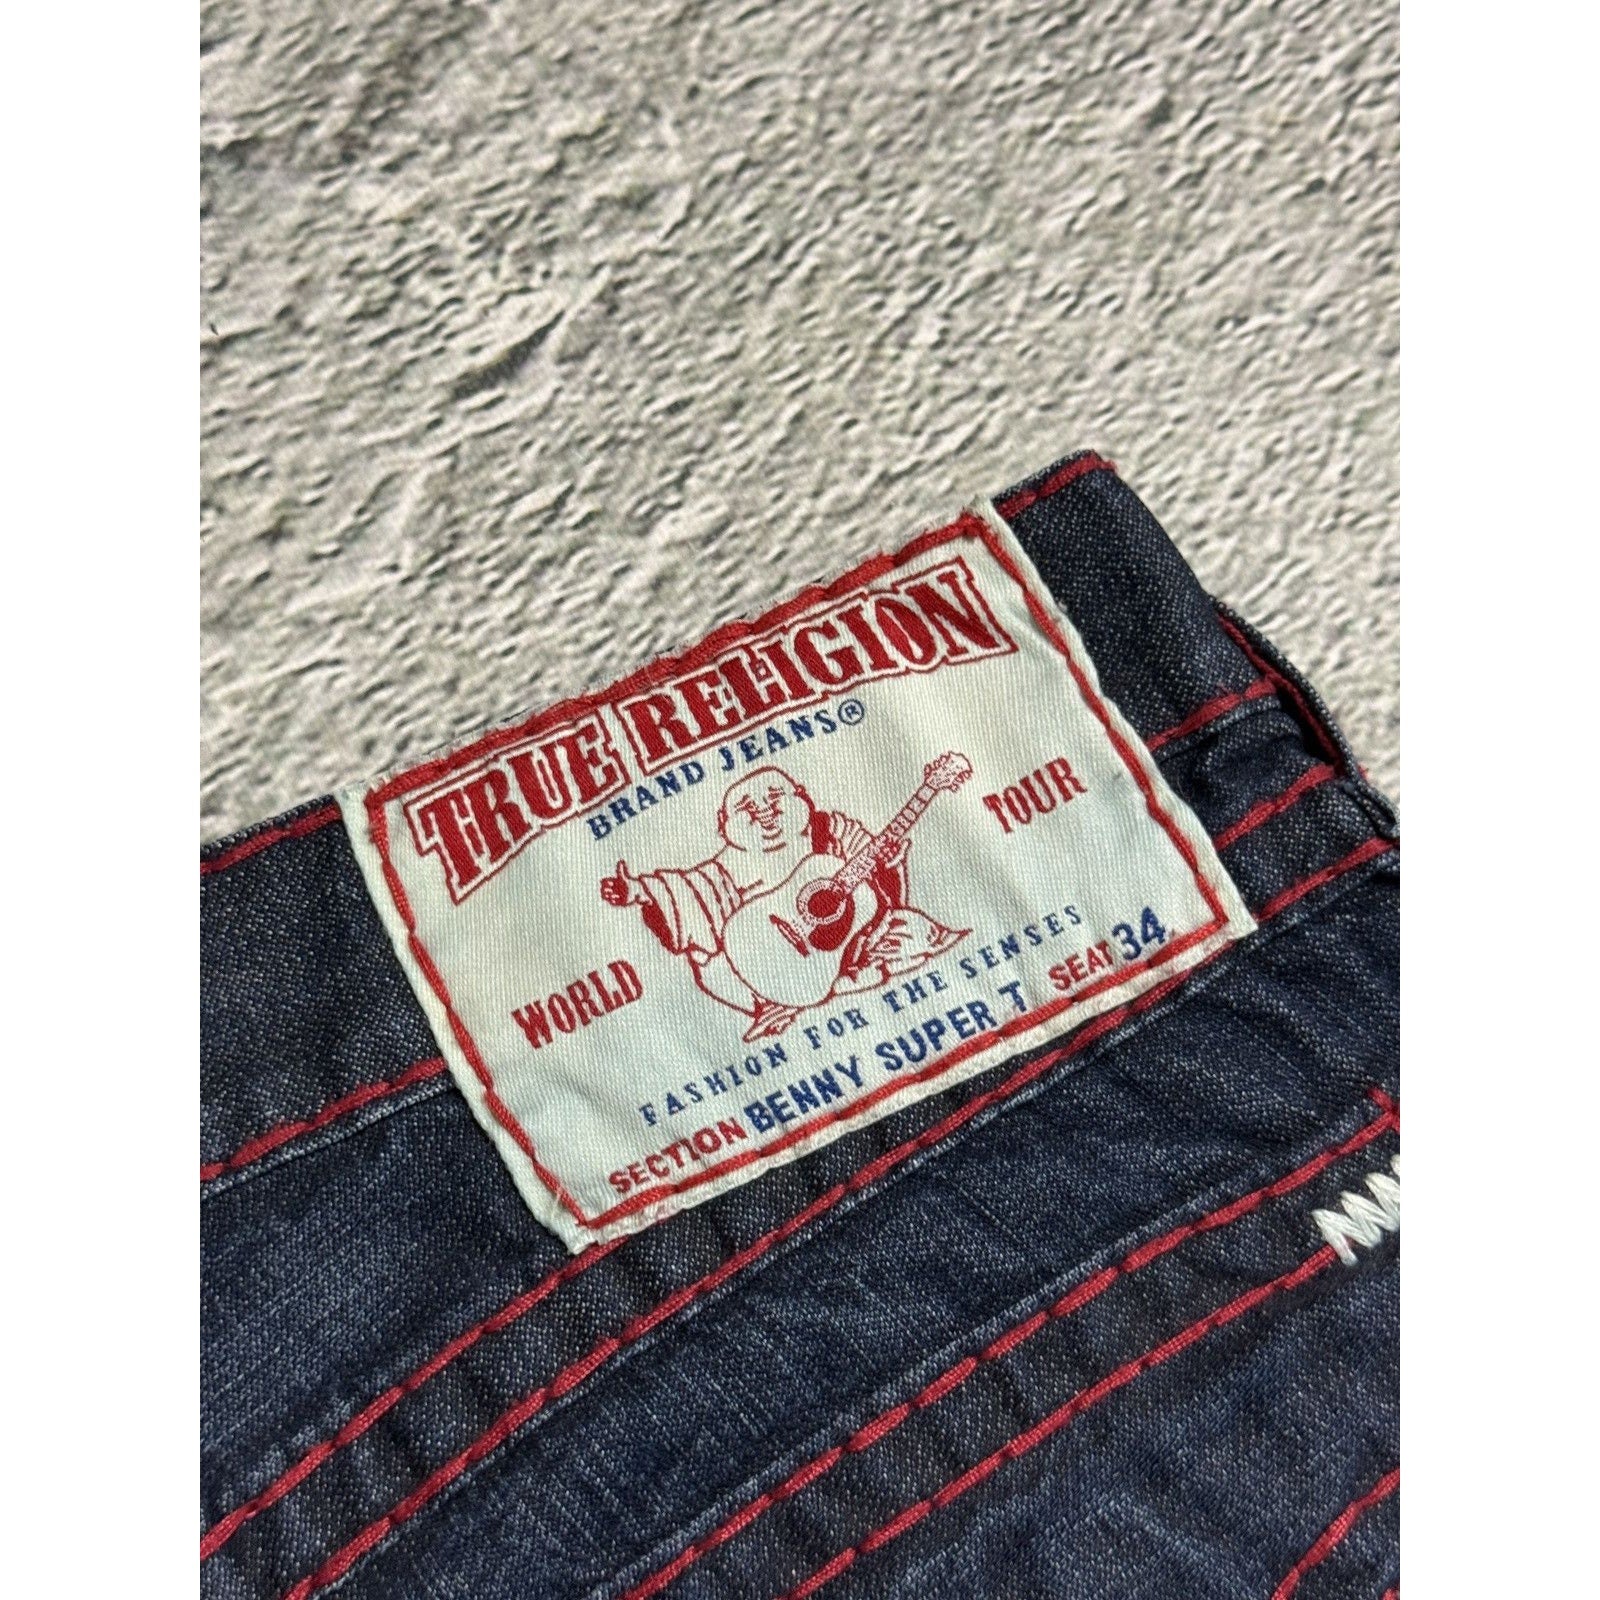 TRUE RELIGION
BRAND JEANS®
WORLD TOUR
FASHION FOR THE SENSES
SECTION BENNY SUPER T SEAT 34